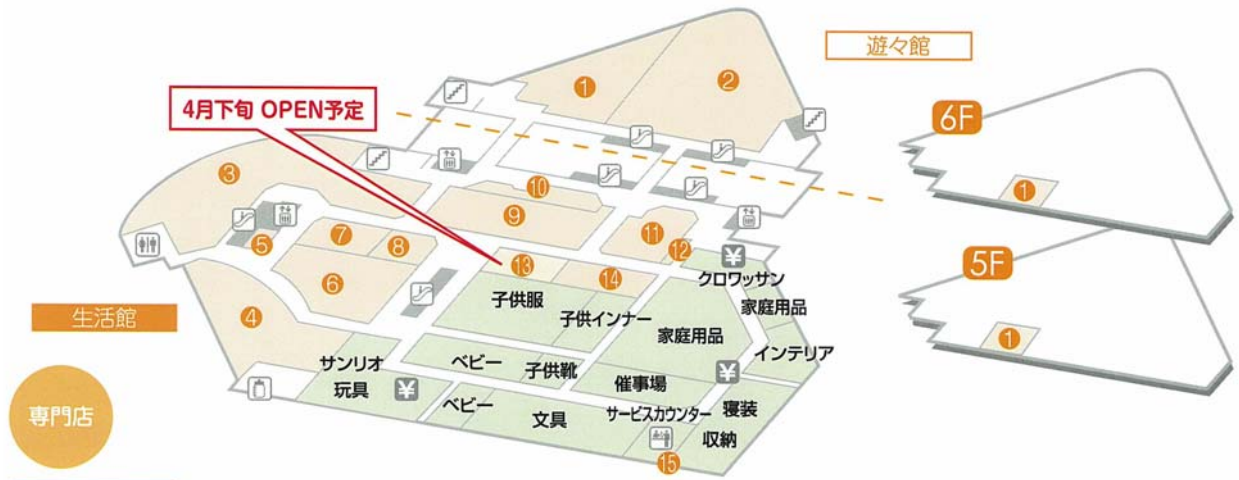 遊々館
4月下旬 OPEN予定
1
2
6F
1
3
10
9
7
8
5
11
12
¥
クロワッサン
5F
1
13
14
6
子供服
子供インナー
家庭用品
家庭用品
生活館
4
インテリア
サンリオ
玩具
¥
ベビー
子供靴
催事場
¥
専門店
ベビー
文具
サービスカウンター
寝装
収納
15